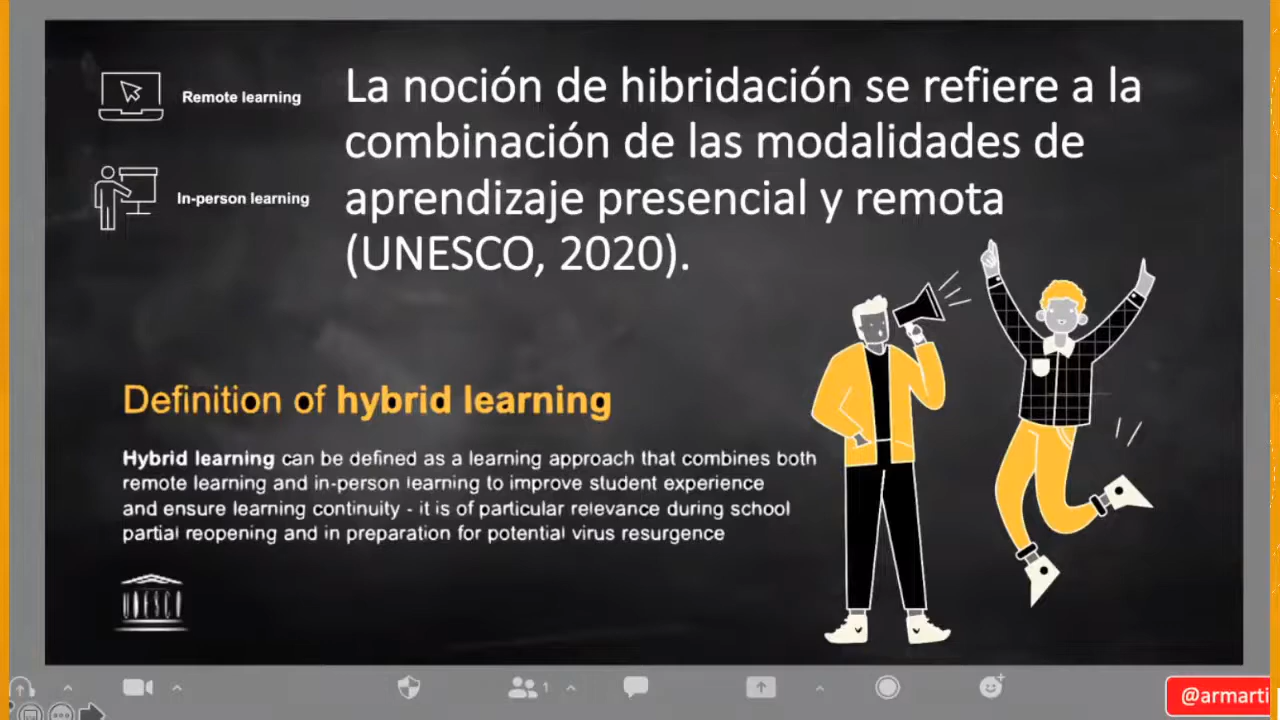 Remote learning
In-person learning
La noción de hibridación se refiere a la
combinación de las modalidades de
aprendizaje presencial y remota
(UNESCO, 2020).
Definition of hybrid learning
Hybrid learning can be defined as a learning approach that combines both
remote learning and in-person learning to improve student experience
and ensure learning continuity - it is of particular relevance during school
partial reopening and in preparation for potential virus resurgence
UNESCO
1
@armarti